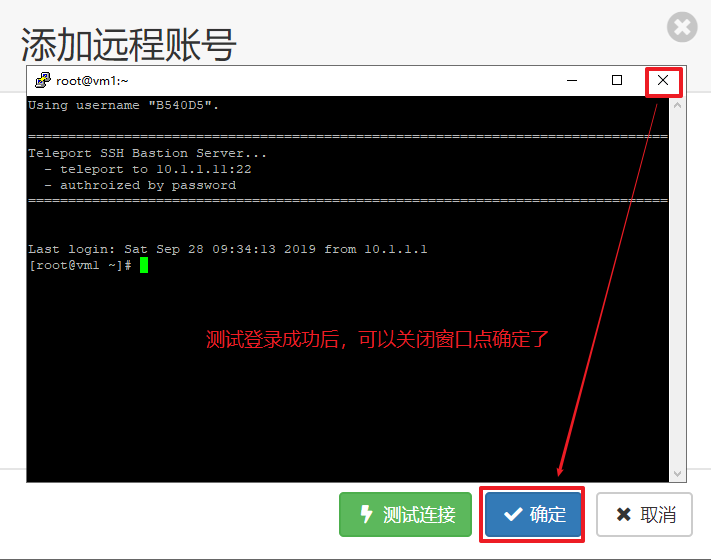 添加远程账号
root@vm1:~
Using username "B540D5".
================================================================================
Teleport SSH Bastion Server...
- teleport to 10.1.1.11:22
- authroized by password
================================================================================
Last login: Sat Sep 28 09:34:13 2019 from 10.1.1.1
[root@vm1 ~]#
测试登录成功后，可以关闭窗口点确定了
测试连接 确定 取消